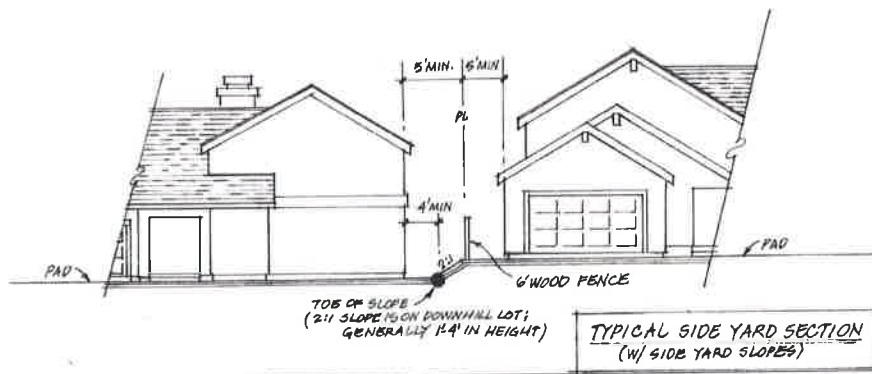 5'MIN. 5'MIN
PL
4'MIN
2:1
PAD
PAD
6' WOOD FENCE
TOE OF SLOPE
(2:1 SLOPE IS ON DOWNHILL LOT;
GENERALLY 1'-4' IN HEIGHT)
TYPICAL SIDE YARD SECTION
(W/ SIDE YARD SLOPES)